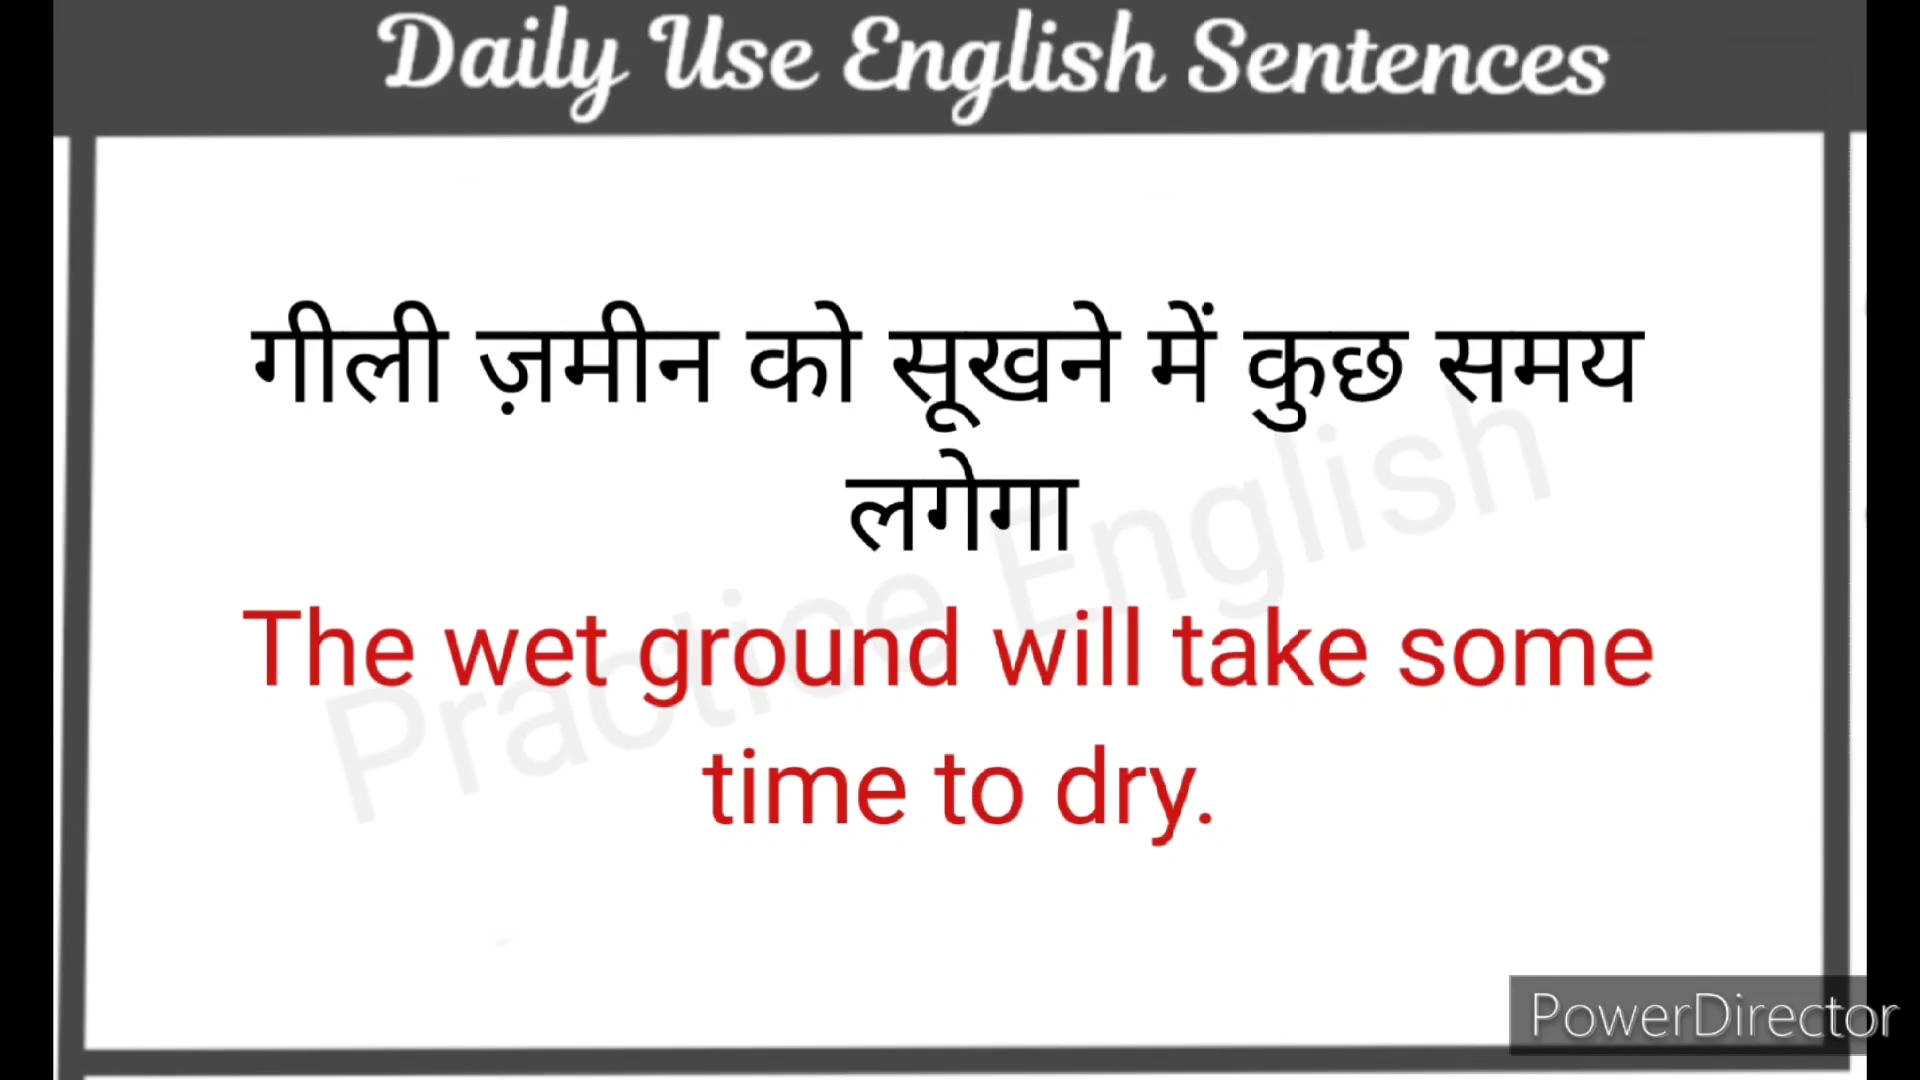 Daily Use English Sentences
गीली ज़मीन को सूखने में कुछ समय
लगेगा
The wet ground will take some
time to dry.
Practice English
PowerDirector